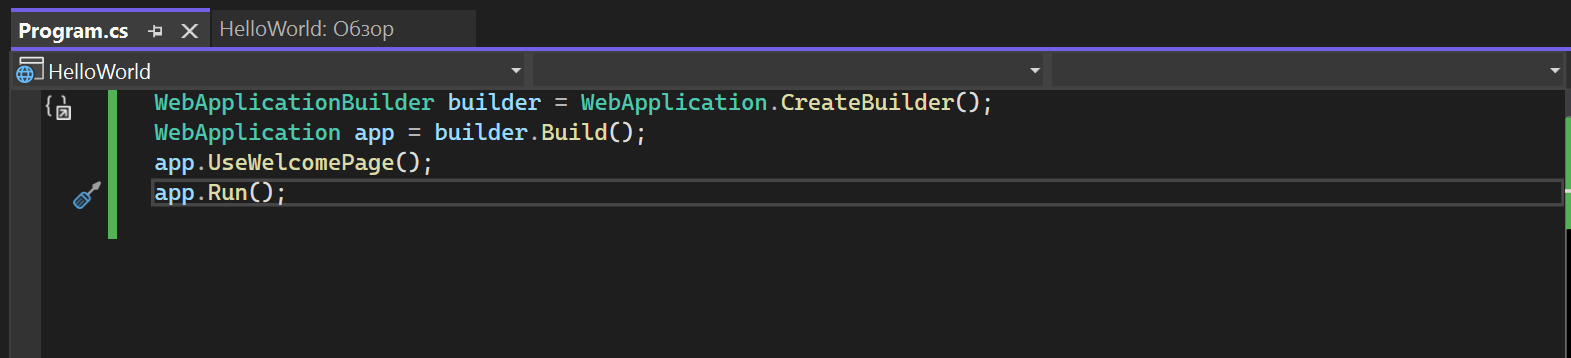 Program.cs
HelloWorld: Обзор
HelloWorld
WebApplicationBuilder builder = WebApplication.CreateBuilder();
WebApplication app = builder.Build();
app.UseWelcomePage();
app.Run();